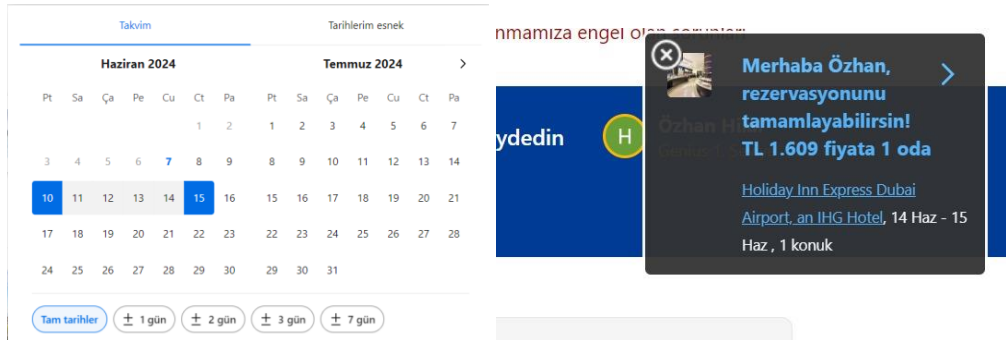 Takvim
Tarihlerim esnek
Haziran 2024
Temmuz 2024
Pt Sa Ça Pe Cu Ct Pa
1 2
3 4 5 6 7 8 9
10 11 12 13 14 15 16
17 18 19 20 21 22 23
24 25 26 27 28 29 30
Pt Sa Ça Pe Cu Ct Pa
1 2 3 4 5 6 7
8 9 10 11 12 13 14
15 16 17 18 19 20 21
22 23 24 25 26 27 28
29 30 31
Tam tarihler
± 1 gün
± 2 gün
± 3 gün
± 7 gün
nmamıza engel olan sorunları
ydedin
H
Özhan
Merhaba Özhan,
rezervasyonunu
tamamlayabilirsin!
TL 1.609 fiyata 1 oda
Holiday Inn Express Dubai
Airport, an IHG Hotel, 14 Haz - 15
Haz , 1 konuk